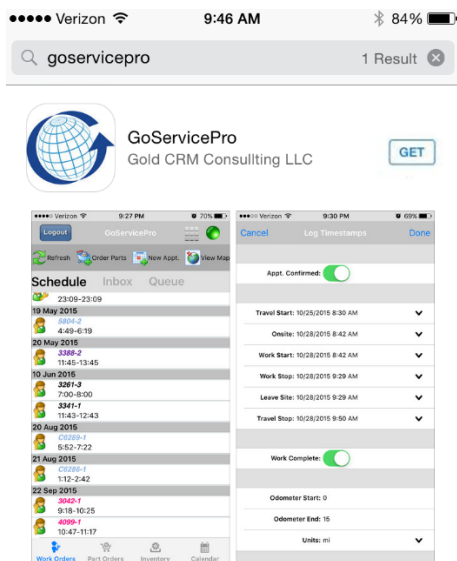 Verizon 9:46 AM 84%
goservicepro 1 Result
GoServicePro
Gold CRM Consullting LLC
GET
Verizon 9:27 PM 70%
Logout GoServicePro
Refresh Order Parts New Appt. View Map
Schedule Inbox Queue
23:09-23:09
19 May 2015
5804-2
4:49-6:19
20 May 2015
3388-2
11:45-13:45
10 Jun 2015
3261-3
7:00-8:00
3341-1
11:43-12:43
20 Aug 2015
C6289-1
5:52-7:22
21 Aug 2015
C6286-1
1:12-2:42
22 Sep 2015
3042-1
9:18-10:25
4099-1
10:47-11:17
Work Orders Part Orders Inventory Calendar
Verizon 9:30 PM 69%
Cancel Log Timestamps Done
Appt. Confirmed:
Travel Start: 10/25/2015 8:30 AM
Onsite: 10/28/2015 8:42 AM
Work Start: 10/28/2015 8:42 AM
Work Stop: 10/28/2015 9:29 AM
Leave Site: 10/28/2015 9:29 AM
Travel Stop: 10/28/2015 9:50 AM
Work Complete:
Odometer Start: 0
Odometer End: 15
Units: mi